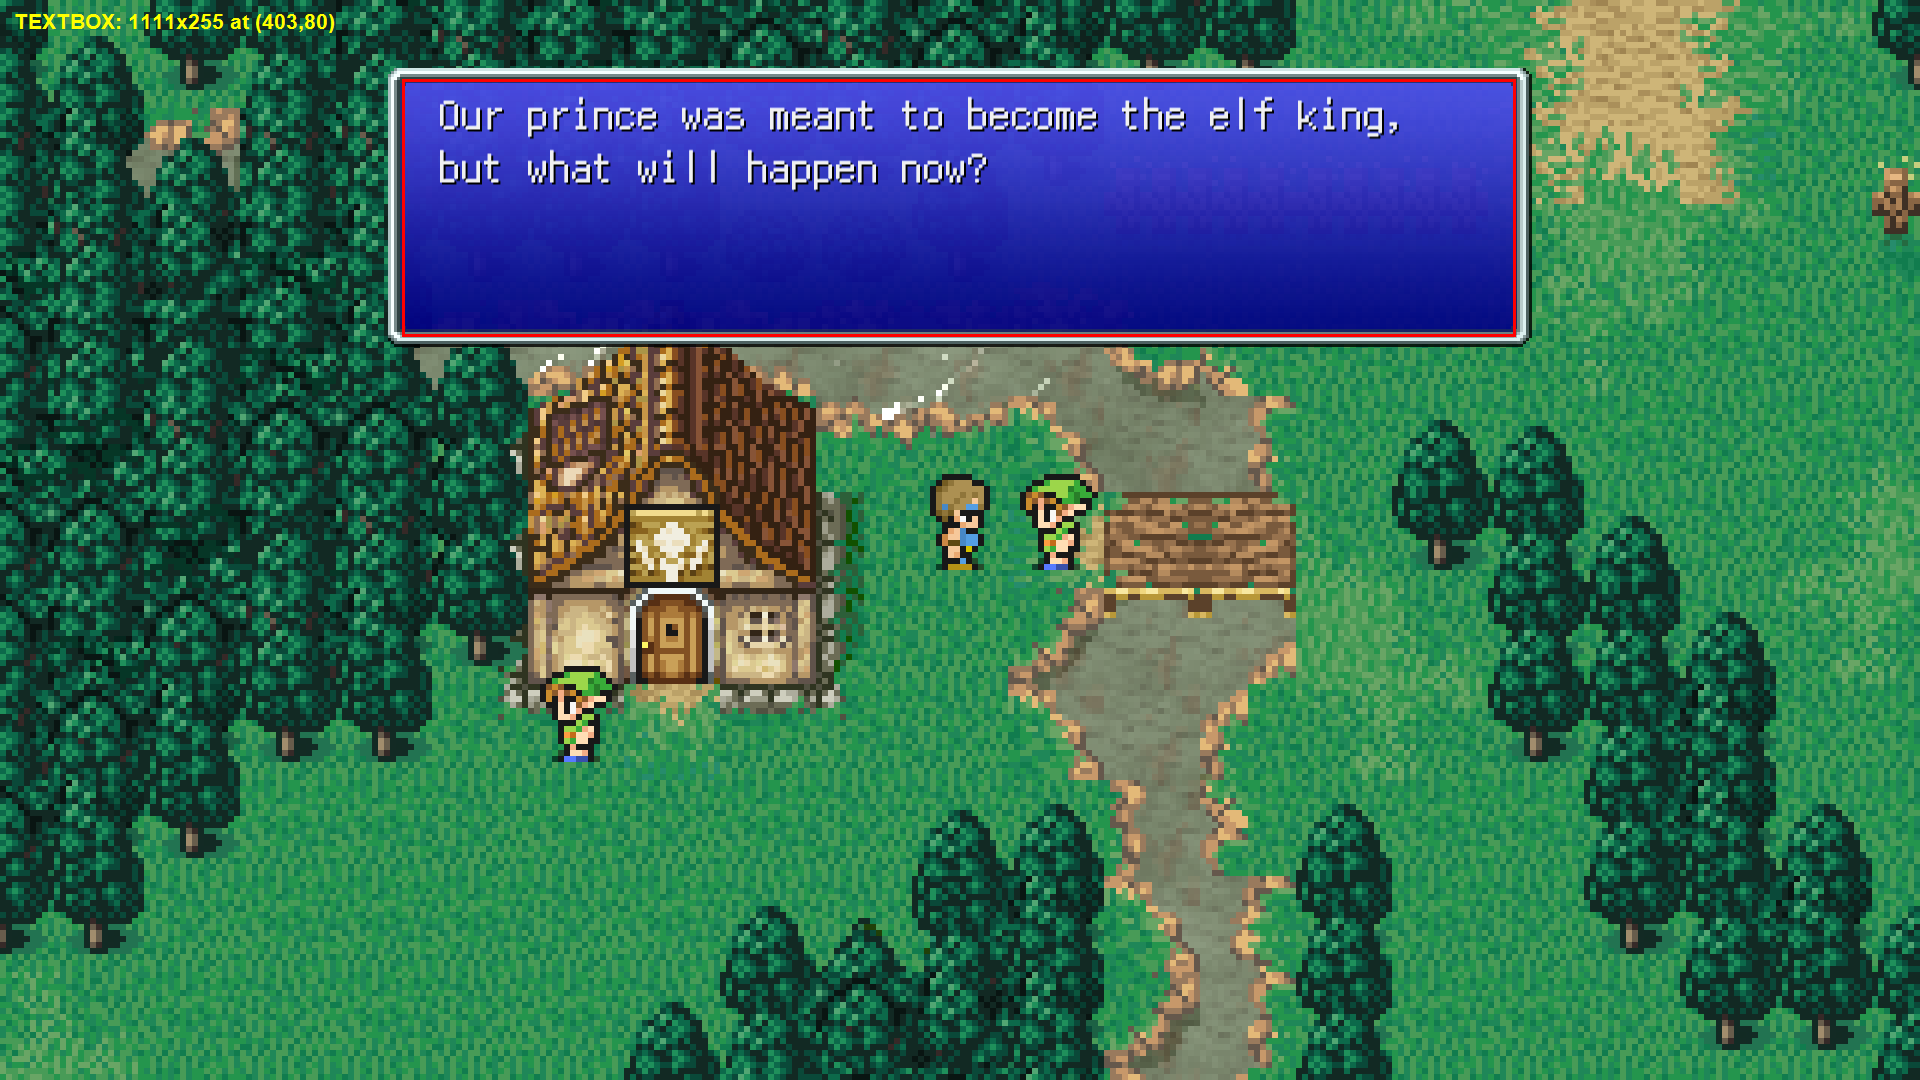 TEXTBOX: 1111x255 at (403,80)
Our prince was meant to become the elf king,
but what will happen now?